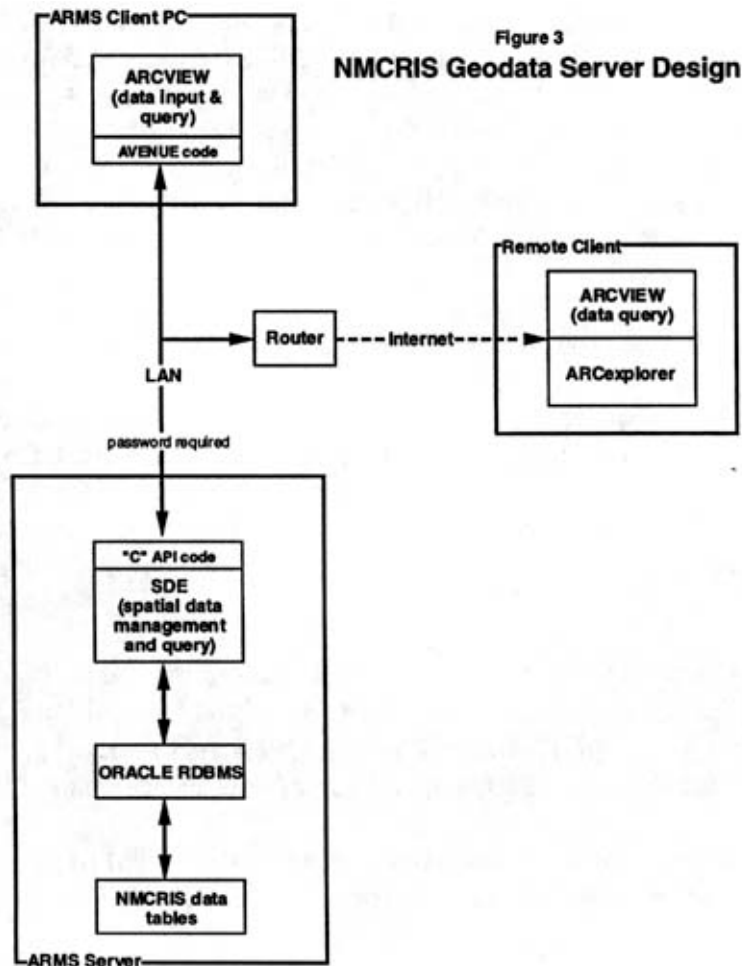 ARMS Client PC
ARCVIEW
(data input &
query)
AVENUE code
Figure 3
NMCRIS Geodata Server Design
Remote Client
ARCVIEW
(data query)
ARCexplorer
Router
Internet
LAN
password required
"C" API code
SDE
(spatial data
management
and query)
ORACLE RDBMS
NMCRIS data
tables
ARMS Server